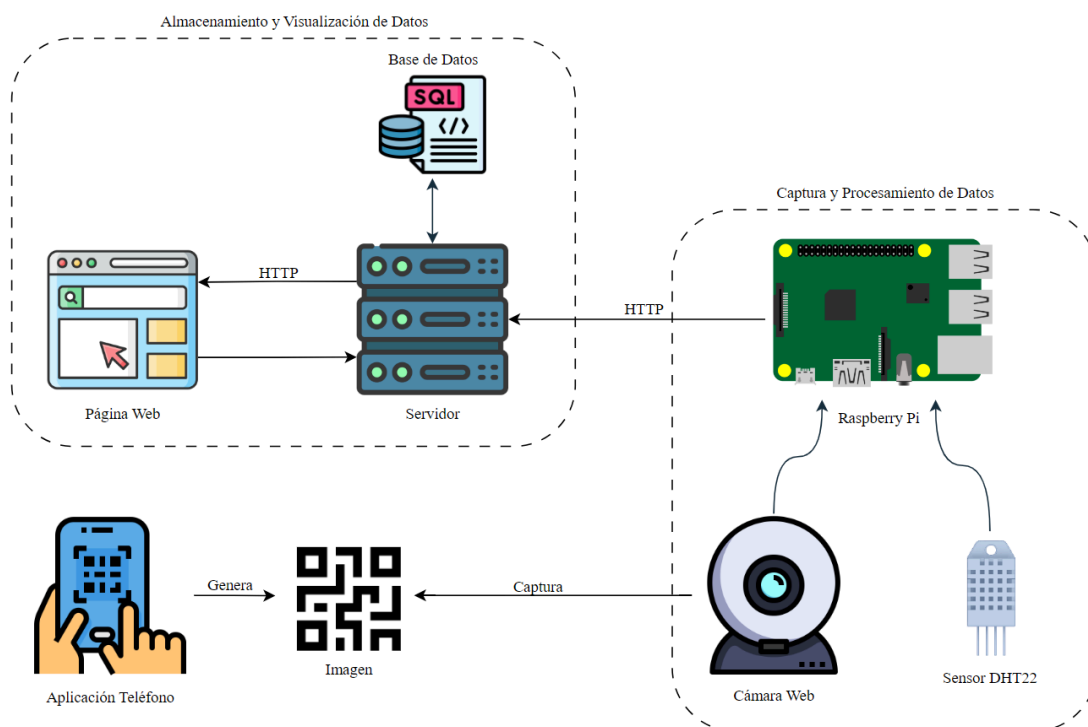 Almacenamiento y Visualización de Datos
Base de Datos
SQL
</>
Captura y Procesamiento de Datos
HTTP
HTTP
Página Web
Servidor
Raspberry Pi
Genera
Captura
Imagen
Aplicación Teléfono
Cámara Web
Sensor DHT22